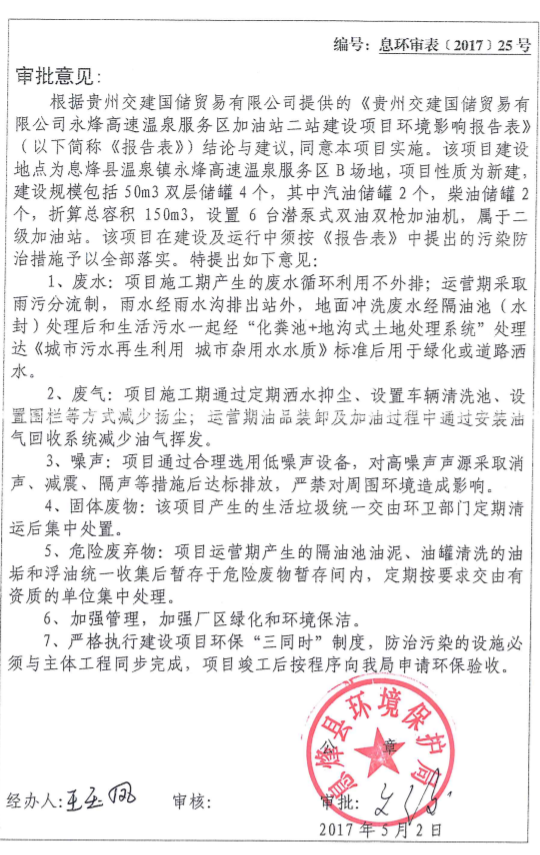 编号：息环审表〔2017〕25号
审批意见：
根据贵州交建国储贸易有限公司提供的《贵州交建国储贸易有
限公司永烽高速温泉服务区加油站二站建设项目环境影响报告表》
（以下简称《报告表》）结论与建议,同意本项目实施。该项目建设
地点为息烽县温泉镇永烽高速温泉服务区B场地，项目性质为新建，
建设规模包括50m3双层储罐4个，其中汽油储罐2个，柴油储罐2
个，折算总容积150m3，设置6台潜泵式双油双枪加油机，属于二
级加油站。该项目在建设及运行中须按《报告表》中提出的污染防
治措施予以全部落实。特提出如下意见：
1、废水：项目施工期产生的废水循环利用不外排；运营期采取
雨污分流制，雨水经雨水沟排出站外，地面冲洗废水经隔油池（水
封）处理后和生活污水一起经“化粪池+地沟式土地处理系统”处理
达《城市污水再生利用 城市杂用水水质》标准后用于绿化或道路洒
水。
2、废气：项目施工期通过定期洒水抑尘、设置车辆清洗池、设
置围栏等方式减少扬尘；运营期油品装卸及加油过程中通过安装油
气回收系统减少油气挥发。
3、噪声：项目通过合理选用低噪声设备，对高噪声声源采取消
声、减震、隔声等措施后达标排放，严禁对周围环境造成影响。
4、固体废物：该项目产生的生活垃圾统一交由环卫部门定期清
运后集中处置。
5、危险废弃物：项目运营期产生的隔油池油泥、油罐清洗的油
垢和浮油统一收集后暂存于危险废物暂存间内，定期按要求交由有
资质的单位集中处理。
6、加强管理，加强厂区绿化和环境保洁。
7、严格执行建设项目环保“三同时”制度，防治污染的设施必
须与主体工程同步完成，项目竣工后按程序向我局申请环保验收。
息烽县环境保护局
公 章
经办人： 审核： 审批：
2017年5月2日